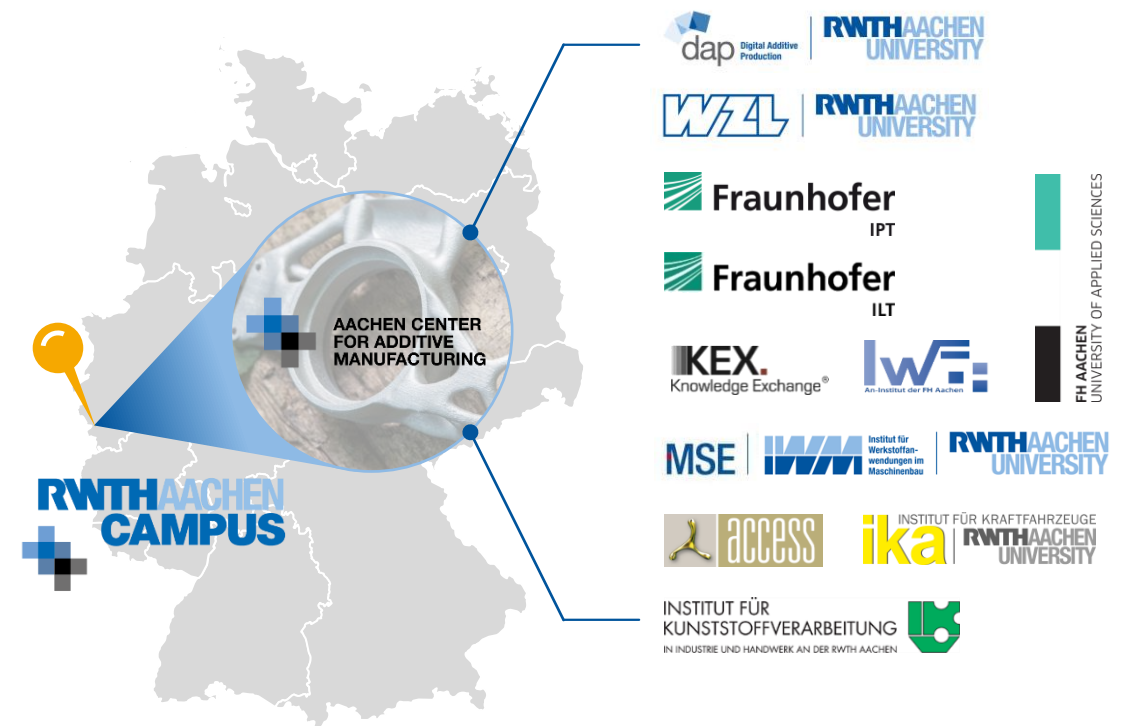 AACHEN CENTER
FOR ADDITIVE
MANUFACTURING
RWTHAACHEN
CAMPUS
dap
Digital Additive
Production
RWTHAACHEN
UNIVERSITY
WZL
RWTHAACHEN
UNIVERSITY
Fraunhofer
IPT
Fraunhofer
ILT
FH AACHEN
UNIVERSITY OF APPLIED SCIENCES
KEX.
Knowledge Exchange®
IWF
An-Institut der FH Aachen
MSE
IWM
Institut für
Werkstoffan-
wendungen im
Maschinenbau
RWTHAACHEN
UNIVERSITY
access
ika
INSTITUT FÜR KRAFTFAHRZEUGE
RWTHAACHEN
UNIVERSITY
INSTITUT FÜR
KUNSTSTOFFVERARBEITUNG
IN INDUSTRIE UND HANDWERK AN DER RWTH AACHEN